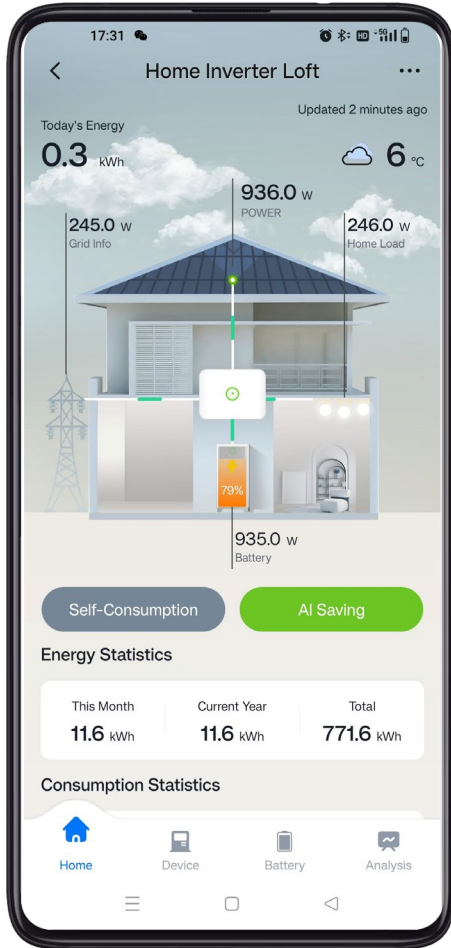 17:31
HD 5G
Home Inverter Loft
Updated 2 minutes ago
Today's Energy
0.3 kWh
6 °C
936.0 W
POWER
245.0 W
Grid Info
246.0 W
Home Load
79%
935.0 W
Battery
Self-Consumption
AI Saving
Energy Statistics
This Month
Current Year
Total
11.6 kWh
11.6 kWh
771.6 kWh
Consumption Statistics
Home
Device
Battery
Analysis